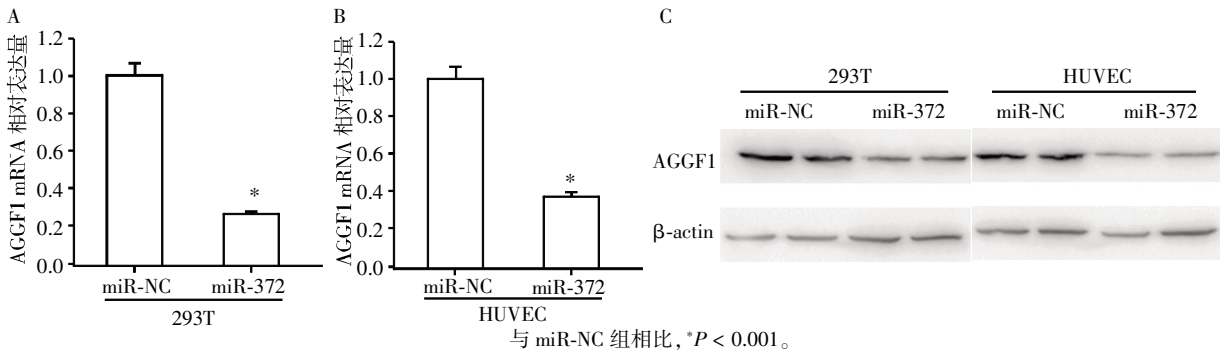 A
AGGF1 mRNA 相对表达量
1.2
1.0
0.8
0.6
0.4
0.2
0.0
*
miR-NC miR-372
293T
B
AGGF1 mRNA 相对表达量
1.2
1.0
0.8
0.6
0.4
0.2
0.0
*
miR-NC miR-372
HUVEC
C
293T HUVEC
miR-NC miR-372 miR-NC miR-372
AGGF1
β-actin
与 miR-NC 组相比，*P < 0.001。